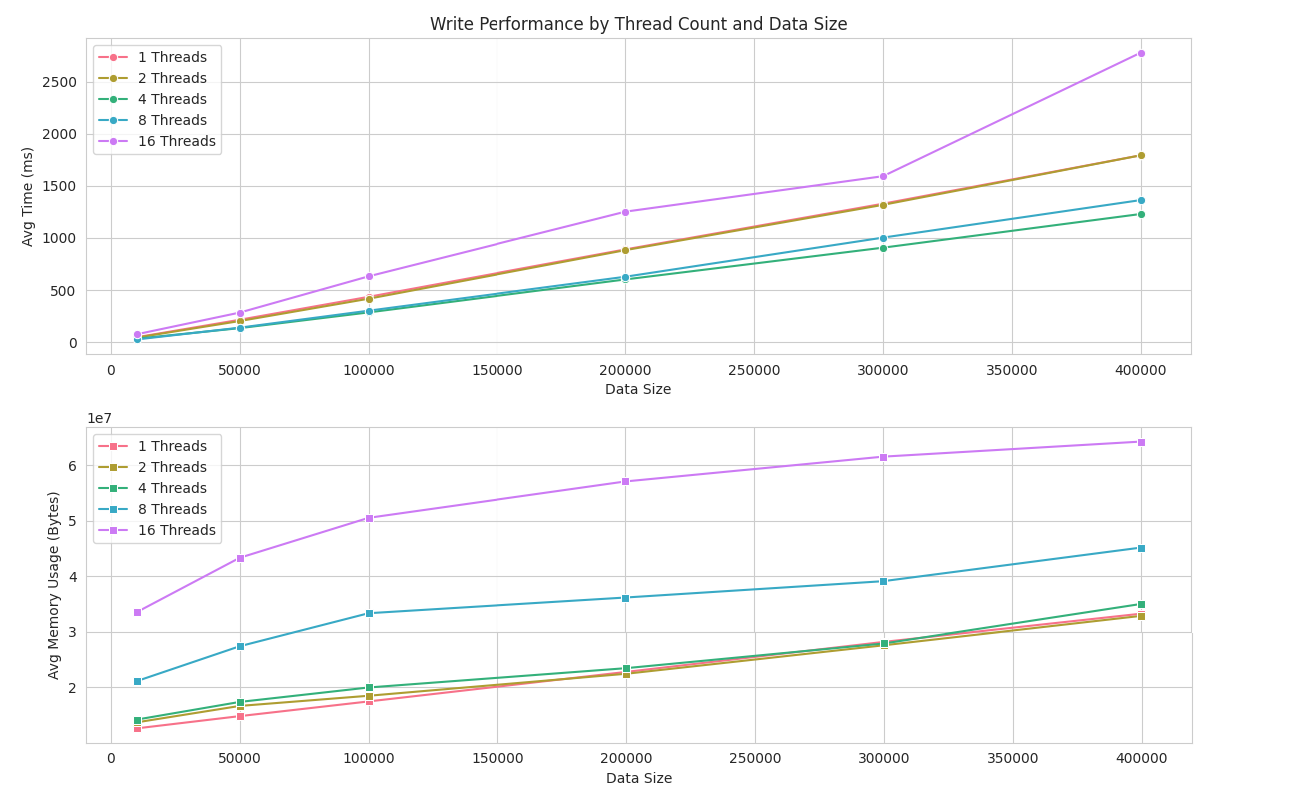 Write Performance by Thread Count and Data Size
1 Threads
2 Threads
4 Threads
8 Threads
16 Threads
Avg Time (ms)
2500
2000
1500
1000
500
0
0 50000 100000 150000 200000 250000 300000 350000 400000
Data Size
1e7
1 Threads
2 Threads
4 Threads
8 Threads
16 Threads
Avg Memory Usage (Bytes)
6
5
4
3
2
0 50000 100000 150000 200000 250000 300000 350000 400000
Data Size